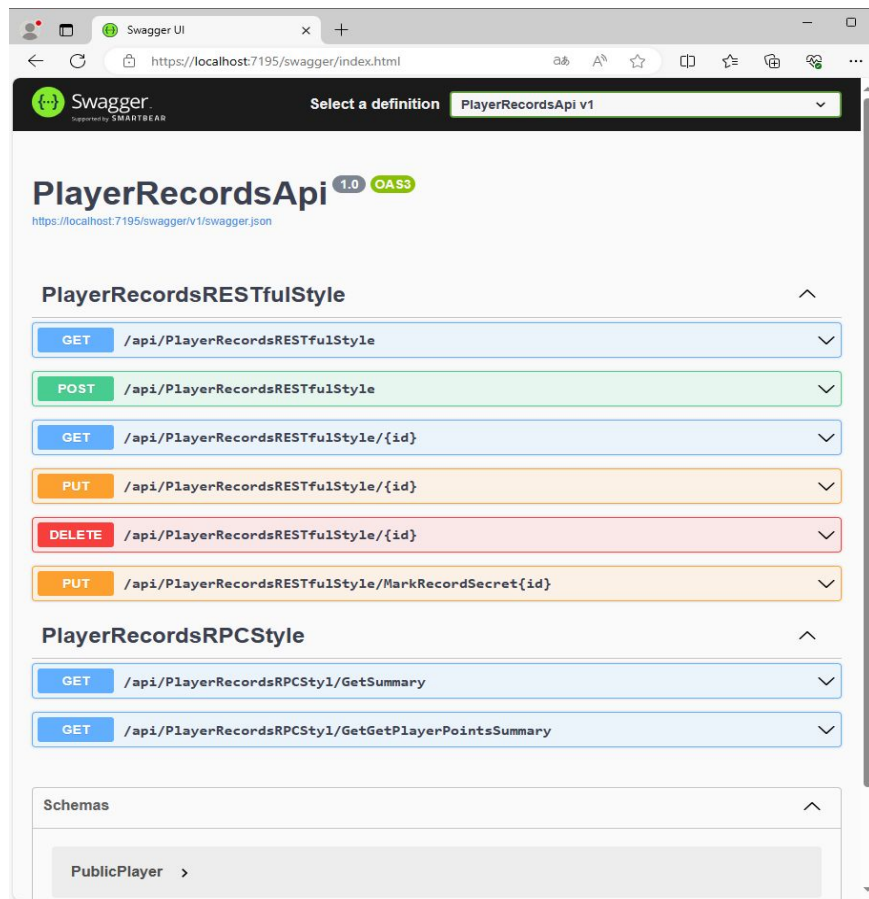 Swagger UI
https://localhost:7195/swagger/index.html
Swagger.
Supported by SMARTBEAR
Select a definition
PlayerRecordsApi v1
PlayerRecordsApi 1.0 OAS3
https://localhost:7195/swagger/v1/swagger.json
PlayerRecordsRESTfulStyle
GET /api/PlayerRecordsRESTfulStyle
POST /api/PlayerRecordsRESTfulStyle
GET /api/PlayerRecordsRESTfulStyle/{id}
PUT /api/PlayerRecordsRESTfulStyle/{id}
DELETE /api/PlayerRecordsRESTfulStyle/{id}
PUT /api/PlayerRecordsRESTfulStyle/MarkRecordSecret{id}
PlayerRecordsRPCStyle
GET /api/PlayerRecordsRPCStyl/GetSummary
GET /api/PlayerRecordsRPCStyl/GetGetPlayerPointsSummary
Schemas
PublicPlayer